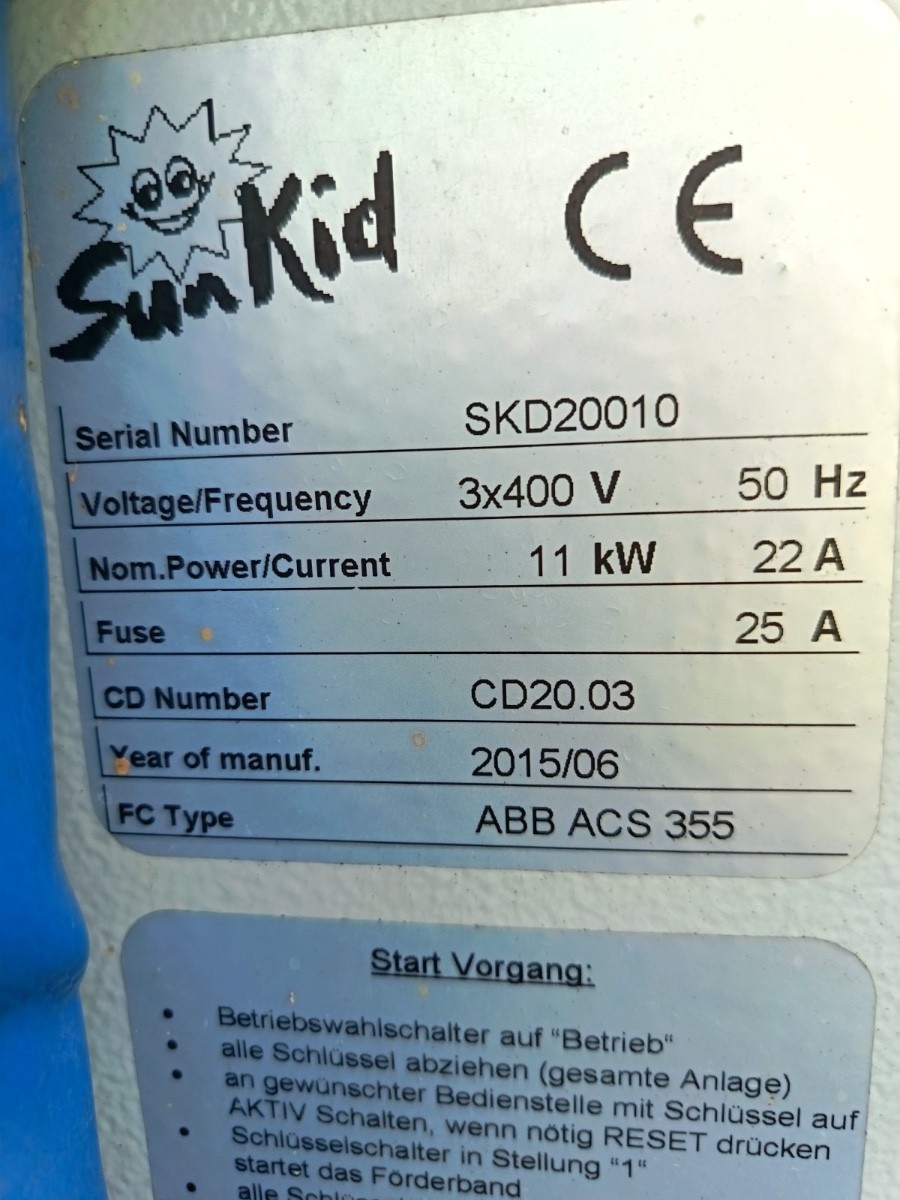 SunKid
CE
Serial Number SKD20010
Voltage/Frequency 3x400 V 50 Hz
Nom.Power/Current 11 kW 22 A
Fuse 25 A
CD Number CD20.03
Year of manuf. 2015/06
FC Type ABB ACS 355
Start Vorgang:
• Betriebswahlschalter auf "Betrieb“
• alle Schlüssel abziehen (gesamte Anlage)
• an gewünschter Bedienstelle mit Schlüssel auf
AKTIV Schalten, wenn nötig RESET drücken
• Schlüsselschalter in Stellung "1“
startet das Förderband
• alle